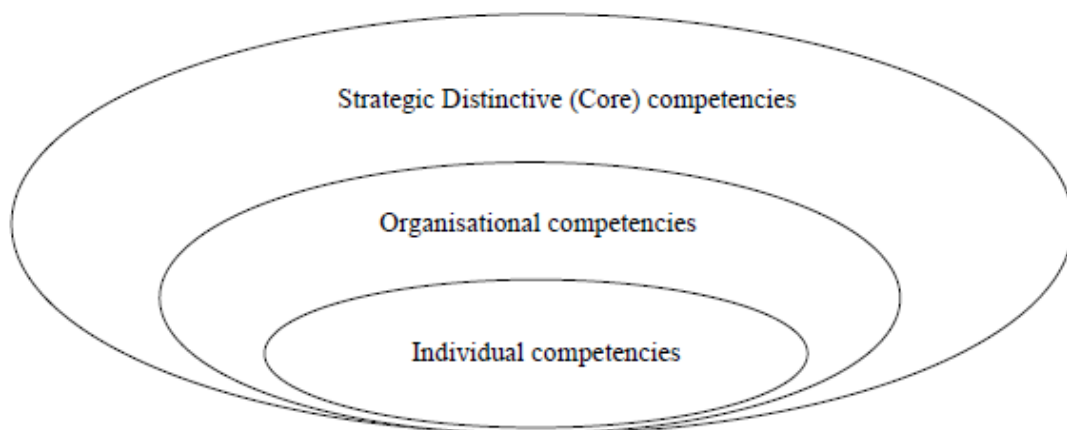 Strategic Distinctive (Core) competencies
Organisational competencies
Individual competencies